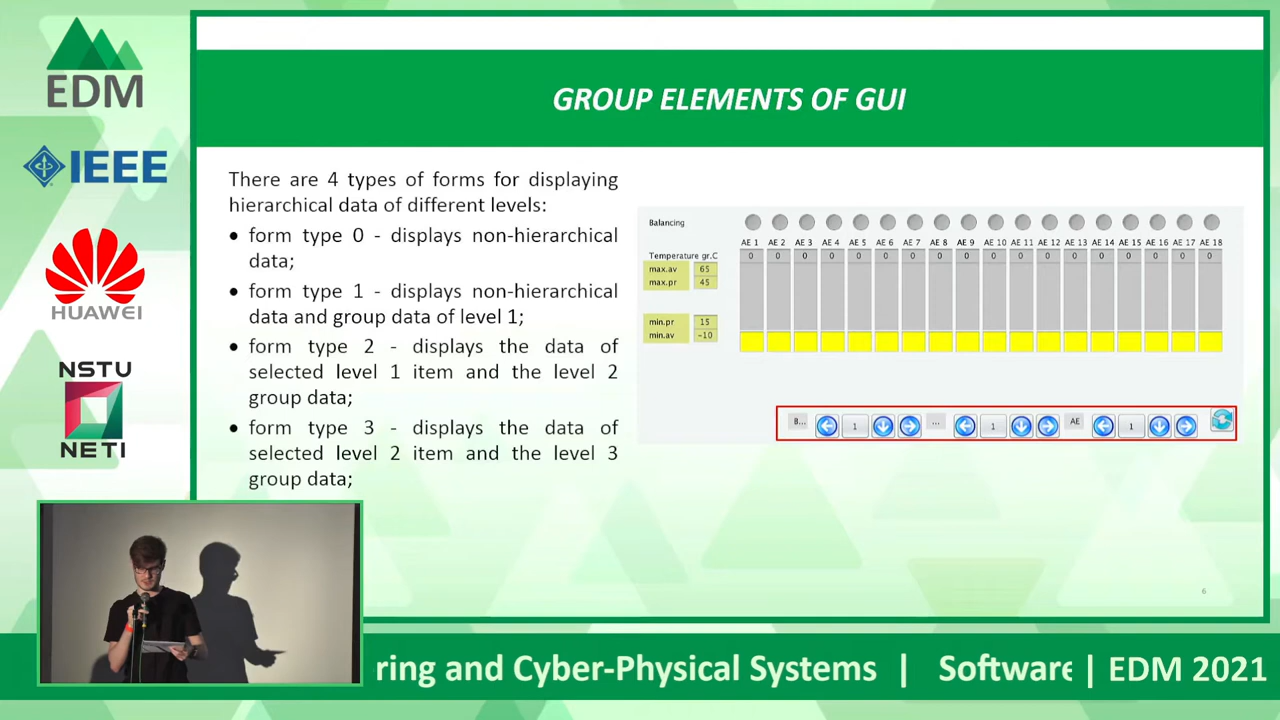 EDM
IEEE
HUAWEI
NSTU
NETI
GROUP ELEMENTS OF GUI
There are 4 types of forms for displaying
hierarchical data of different levels:
• form type 0 - displays non-hierarchical
data;
• form type 1 - displays non-hierarchical
data and group data of level 1;
• form type 2 - displays the data of
selected level 1 item and the level 2
group data;
• form type 3 - displays the data of
selected level 2 item and the level 3
group data;
Balancing
AE 1 AE 2 AE 3 AE 4 AE 5 AE 6 AE 7 AE 8 AE 9 AE 10 AE 11 AE 12 AE 13 AE 14 AE 15 AE 16 AE 17 AE 18
Temperature gr.C 0 0 0 0 0 0 0 0 0 0 0 0 0 0 0 0 0 0
max.av 65
max.pr 45
min.pr 15
min.av -10
B... 1 ... 1 AE 1
6
ring and Cyber-Physical Systems | Software | EDM 2021